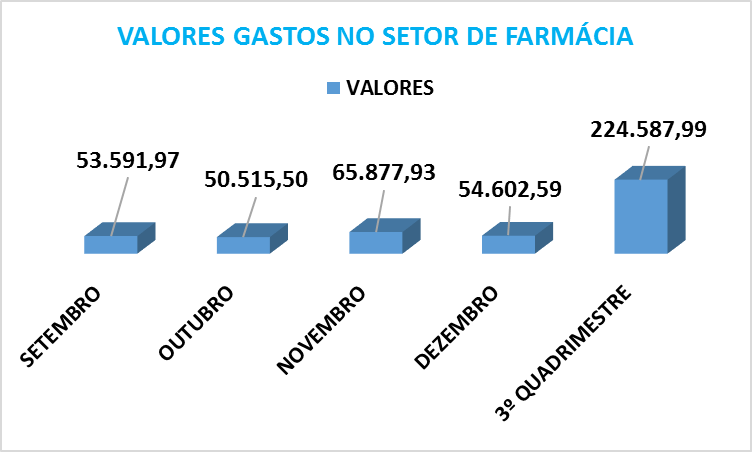 VALORES GASTOS NO SETOR DE FARMÁCIA
VALORES
53.591,97
50.515,50
65.877,93
54.602,59
224.587,99
SETEMBRO
OUTUBRO
NOVEMBRO
DEZEMBRO
3º QUADRIMESTRE